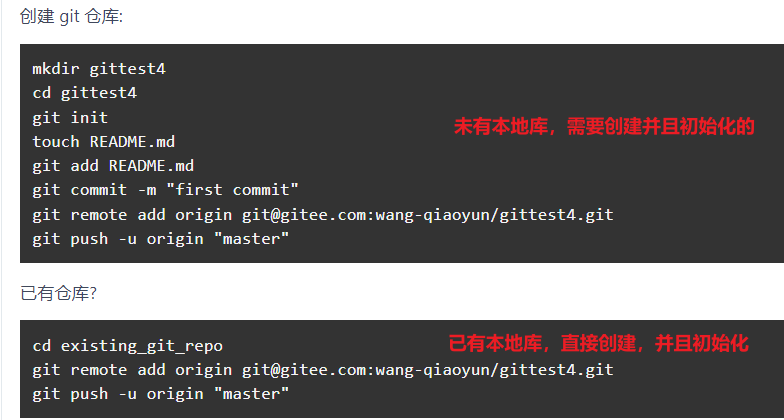 创建 git 仓库:
mkdir gittest4
cd gittest4
git init
未有本地库，需要创建并且初始化的
touch README.md
git add README.md
git commit -m "first commit"
git remote add origin git@gitee.com:wang-qiaoyun/gittest4.git
git push -u origin "master"
已有仓库?
cd existing_git_repo
已有本地库，直接创建，并且初始化
git remote add origin git@gitee.com:wang-qiaoyun/gittest4.git
git push -u origin "master"